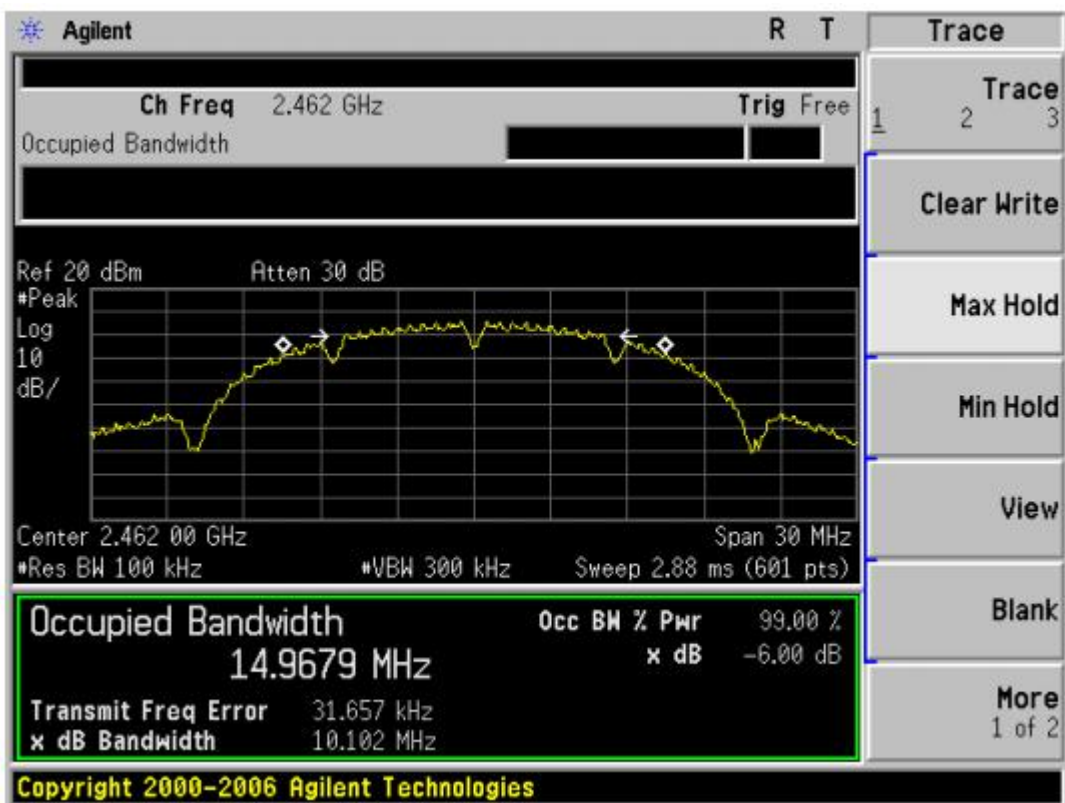 Agilent R T Trace
Ch Freq 2.462 GHz Trig Free
Occupied Bandwidth
Trace
1 2 3
Clear Write
Max Hold
Min Hold
View
Blank
More
1 of 2
Ref 20 dBm Atten 30 dB
#Peak
Log
10
dB/
Center 2.462 00 GHz Span 30 MHz
#Res BW 100 kHz #VBW 300 kHz Sweep 2.88 ms (601 pts)
Occupied Bandwidth Occ BW % Pwr 99.00 %
14.9679 MHz x dB -6.00 dB
Transmit Freq Error 31.657 kHz
x dB Bandwidth 10.102 MHz
Copyright 2000-2006 Agilent Technologies